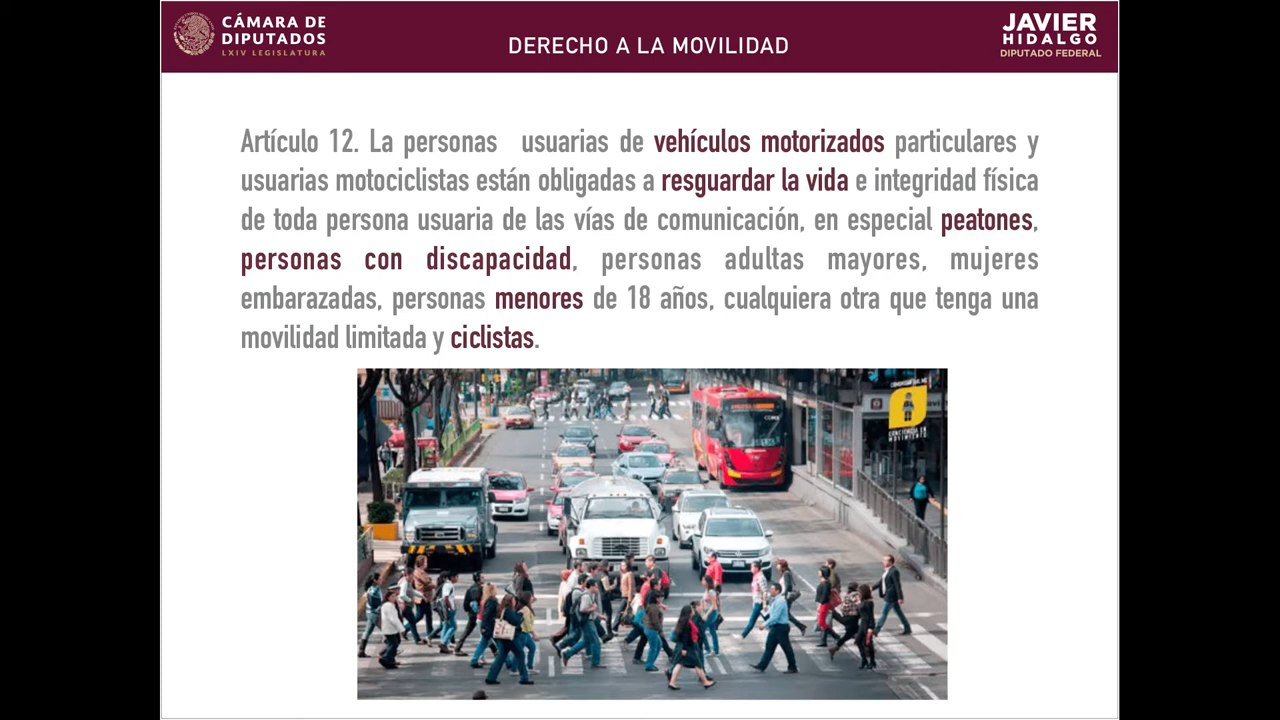 CÁMARA DE
DIPUTADOS
LXIV LEGISLATURA
DERECHO A LA MOVILIDAD
JAVIER
HIDALGO
DIPUTADO FEDERAL
Artículo 12. La personas usuarias de vehículos motorizados particulares y
usuarias motociclistas están obligadas a resguardar la vida e integridad física
de toda persona usuaria de las vías de comunicación, en especial peatones,
personas con discapacidad, personas adultas mayores, mujeres
embarazadas, personas menores de 18 años, cualquiera otra que tenga una
movilidad limitada y ciclistas.
CONCIENCIA EN
MOVIMIENTO